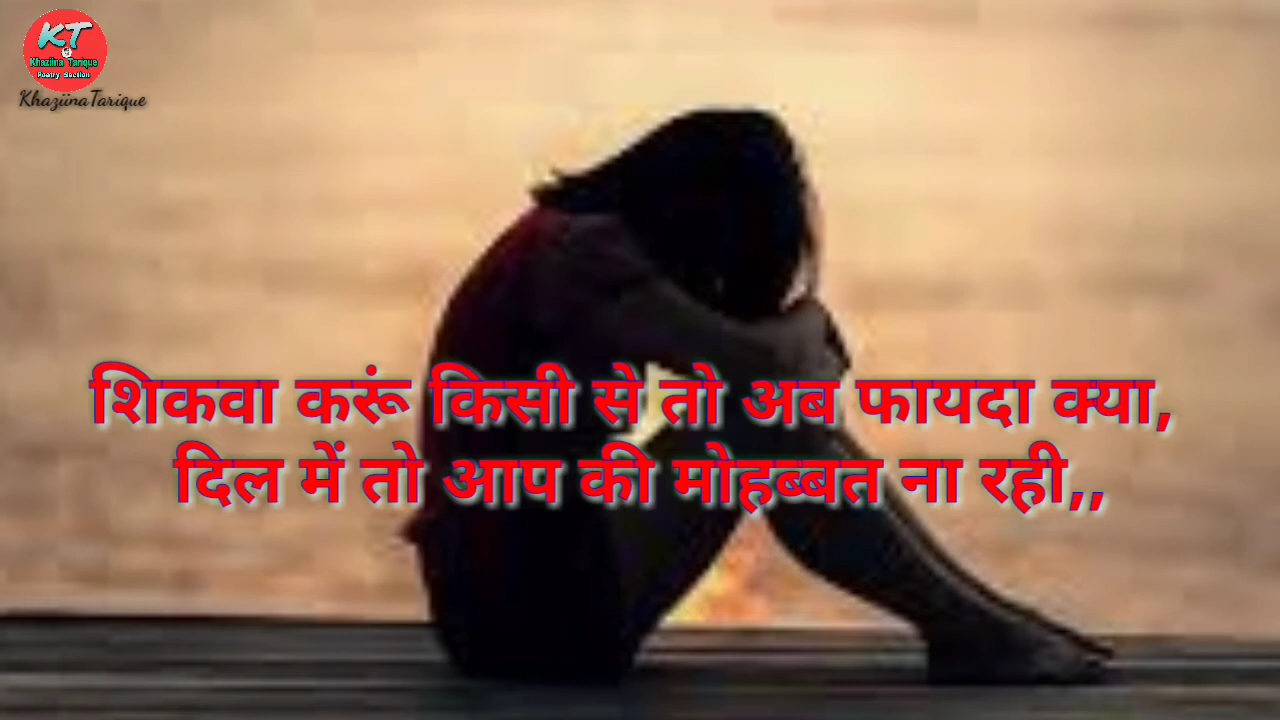 KT
Khaziina Tarique
Poetry Section
KhaziinaTarique
शिकवा करूं किसी से तो अब फायदा क्या,
दिल में तो आप की मोहब्बत ना रही,,